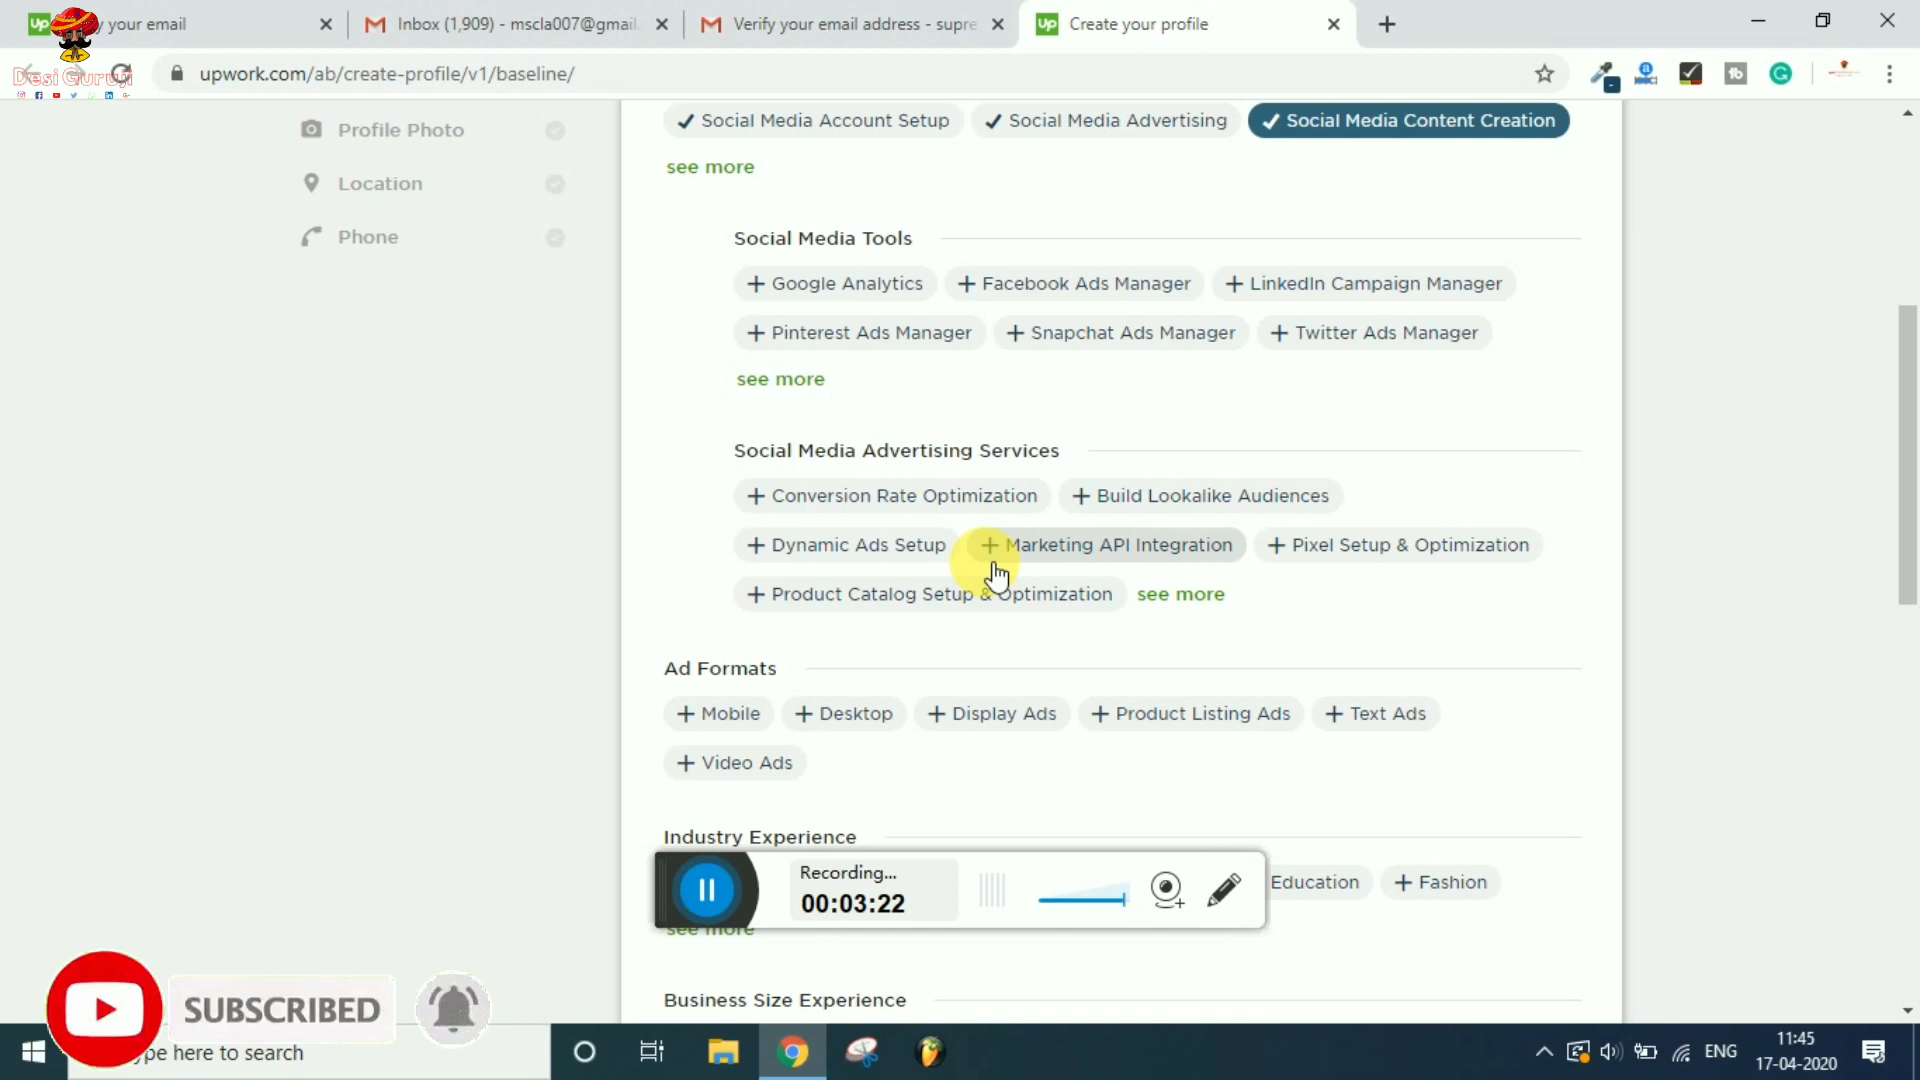 y your email
Inbox (1,909) - mscla007@gmail.
Verify your email address - supre
Create your profile
Desi Guruji
upwork.com/ab/create-profile/v1/baseline/
Profile Photo
Location
Phone
Social Media Account Setup
Social Media Advertising
Social Media Content Creation
see more
Social Media Tools
Google Analytics
Facebook Ads Manager
LinkedIn Campaign Manager
Pinterest Ads Manager
Snapchat Ads Manager
Twitter Ads Manager
see more
Social Media Advertising Services
Conversion Rate Optimization
Build Lookalike Audiences
Dynamic Ads Setup
Marketing API Integration
Pixel Setup & Optimization
Product Catalog Setup & Optimization
see more
Ad Formats
Mobile
Desktop
Display Ads
Product Listing Ads
Text Ads
Video Ads
Industry Experience
Recording...
00:03:22
Education
Fashion
see more
SUBSCRIBED
Business Size Experience
ype here to search
ENG
11:45
17-04-2020